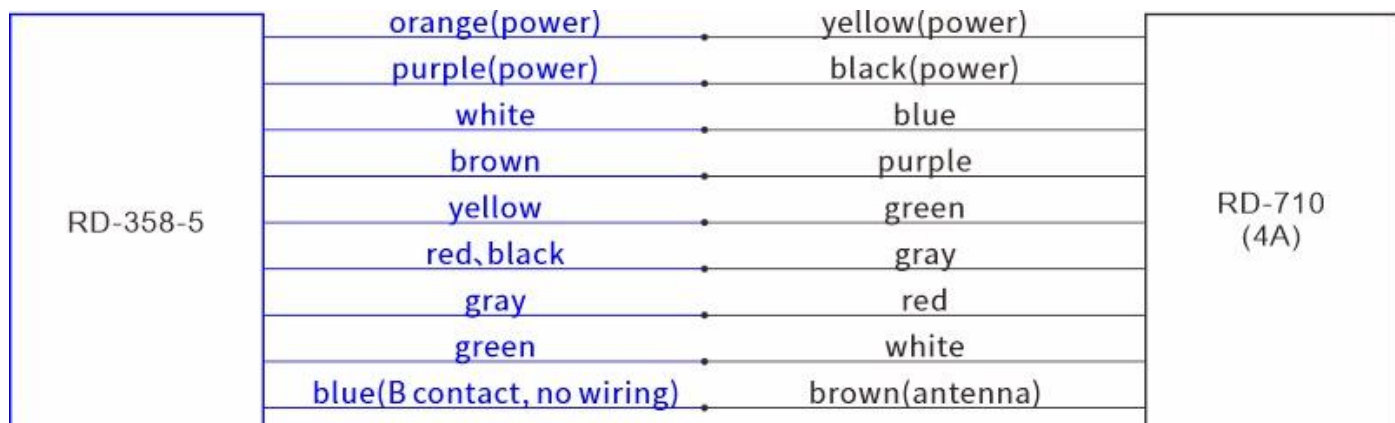 orange(power) yellow(power)
purple(power) black(power)
white blue
brown purple
yellow green
RD-358-5
RD-710
(4A)
red、black gray
gray red
green white
blue(B contact, no wiring) brown(antenna)